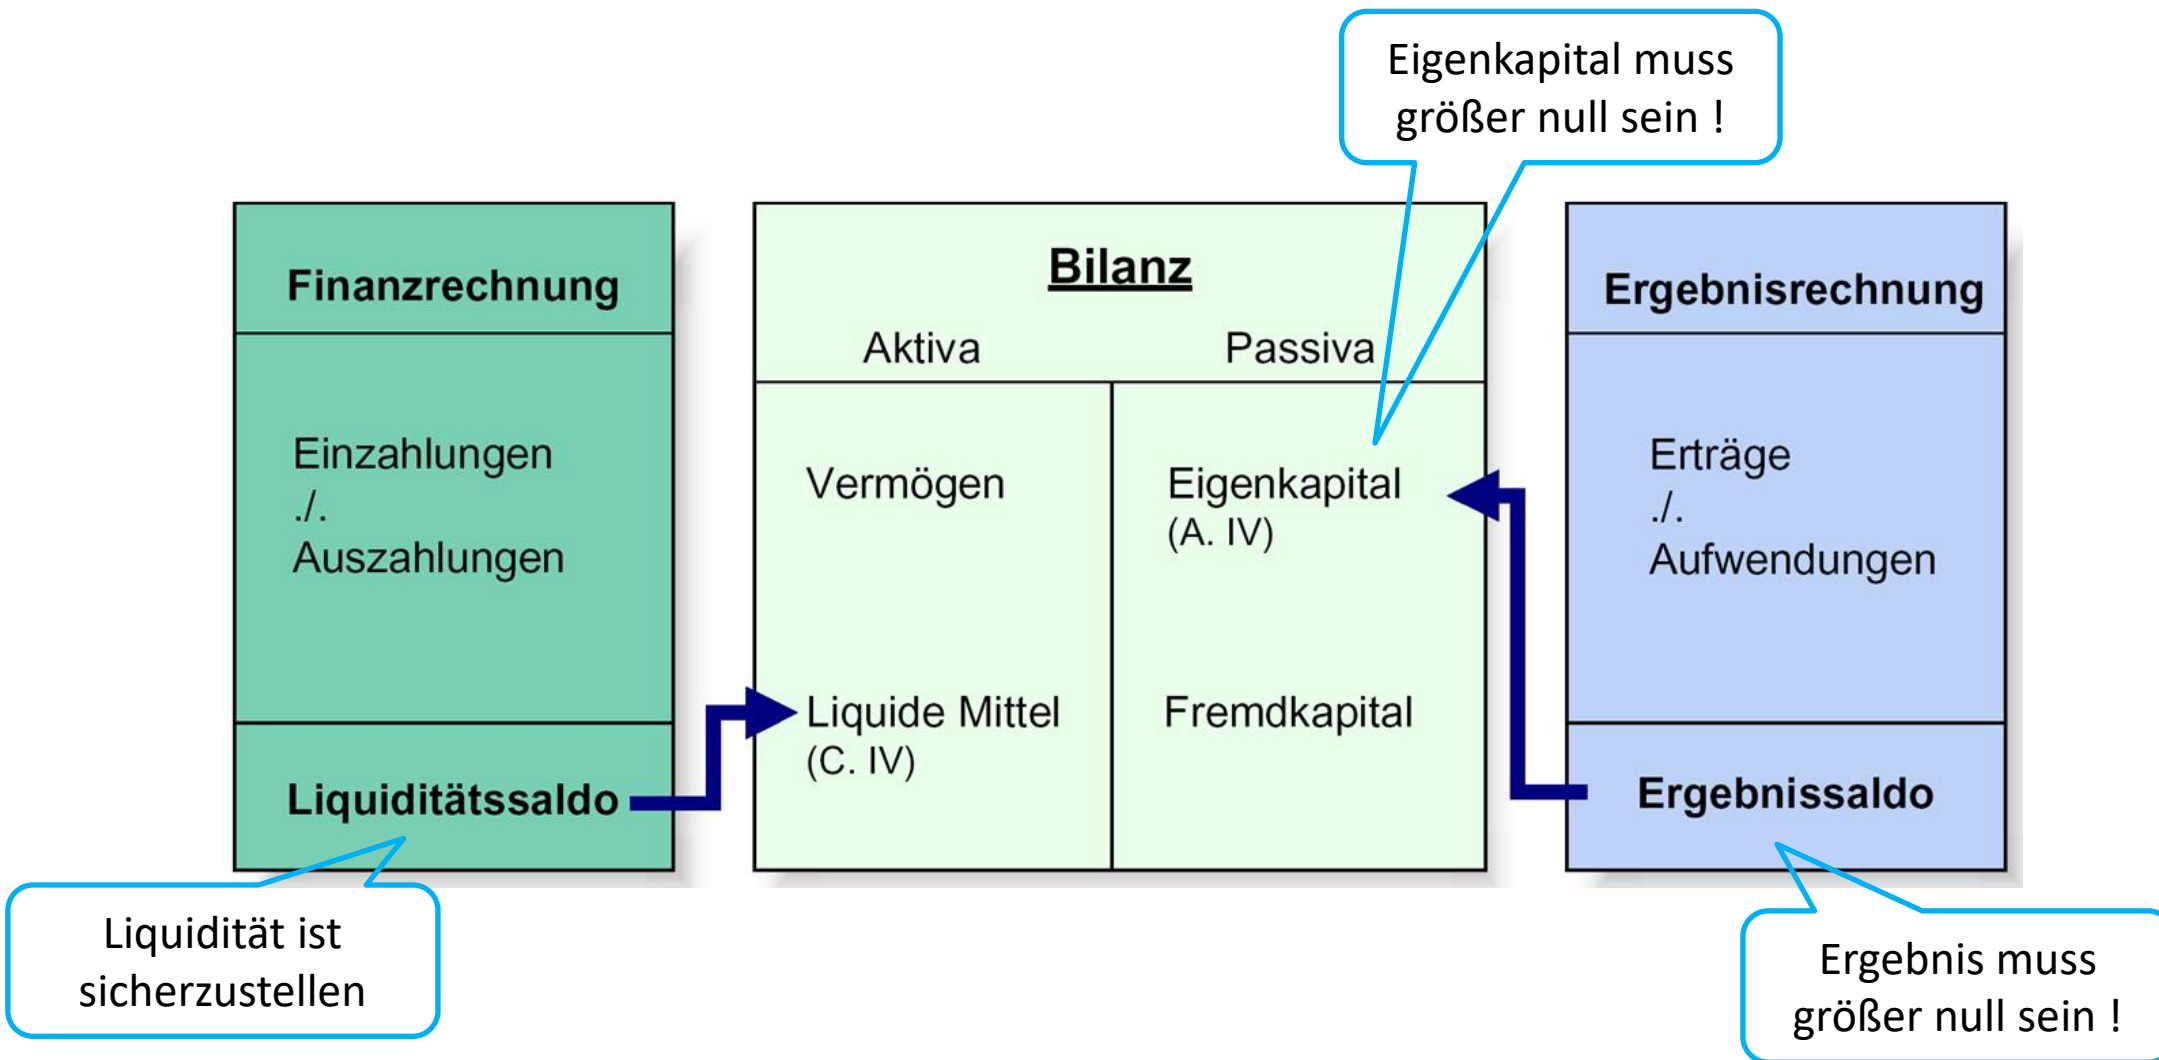 Eigenkapital muss
größer null sein !
Finanzrechnung
Einzahlungen
./.
Auszahlungen
Liquiditätssaldo
Liquidität ist
sicherzustellen
Bilanz
Aktiva
Passiva
Vermögen
Eigenkapital
(A. IV)
Liquide Mittel
(C. IV)
Fremdkapital
Ergebnisrechnung
Erträge
./.
Aufwendungen
Ergebnissaldo
Ergebnis muss
größer null sein !